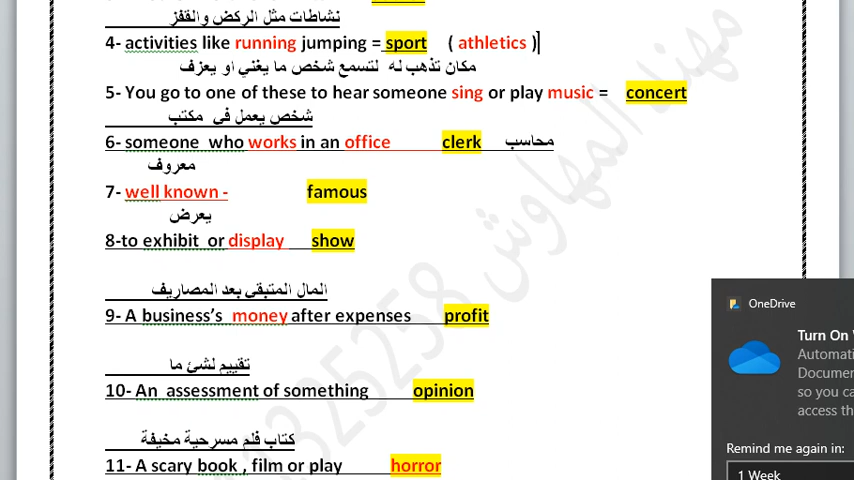 نشاطات مثل الركض والقفز
4- activities like running jumping = sport ( athletics )
مكان تذهب له لتسمع شخص ما يغني او يعزف
5- You go to one of these to hear someone sing or play music = concert
شخص يعمل في مكتب
6- someone who works in an office clerk محاسب
معروف
7- well known - famous
يعرض
8-to exhibit or display show
المال المتبقي بعد المصاريف
9- A business's money after expenses profit
تقييم لشئ ما
10- An assessment of something opinion
كتاب فلم مسرحية مخيفة
11- A scary book , film or play horror
OneDrive
Turn On
Automati
Documen
so you ca
access th
Remind me again in:
1 Week
مهند المهاوش